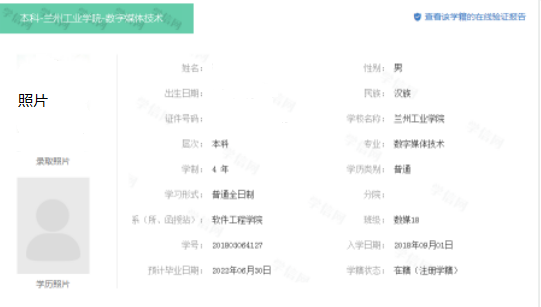 本科-兰州工业学院-数字媒体技术
查看该学籍的在线验证报告
照片
录取照片
学历照片
姓名： 性别： 男
出生日期： 民族： 汉族
证件号码： 学校名称： 兰州工业学院
层次： 本科 专业： 数字媒体技术
学制： 4 年 学历类别： 普通
学习形式： 普通全日制 分院：
系（所、函授站）： 软件工程学院 班级： 数媒18
学号： 201803064127 入学日期： 2018年09月01日
预计毕业日期： 2022年06月30日 学籍状态： 在籍（注册学籍）
学信网